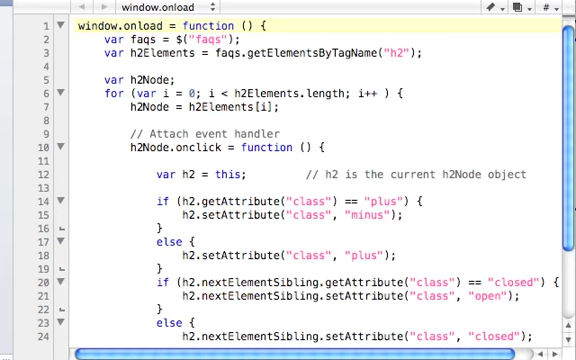 window.onload
#
1 window.onload = function () {
2 var faqs = $("faqs");
3 var h2Elements = faqs.getElementsByTagName("h2");
4
5 var h2Node;
6 for (var i = 0; i < h2Elements.length; i++ ) {
7 h2Node = h2Elements[i];
8
9 // Attach event handler
10 h2Node.onclick = function () {
11
12 var h2 = this; // h2 is the current h2Node object
13
14 if (h2.getAttribute("class") == "plus") {
15 h2.setAttribute("class", "minus");
16 }
17 else {
18 h2.setAttribute("class", "plus");
19 }
20 if (h2.nextElementSibling.getAttribute("class") == "closed") {
21 h2.nextElementSibling.setAttribute("class", "open");
22 }
23 else {
24 h2.nextElementSibling.setAttribute("class", "closed");